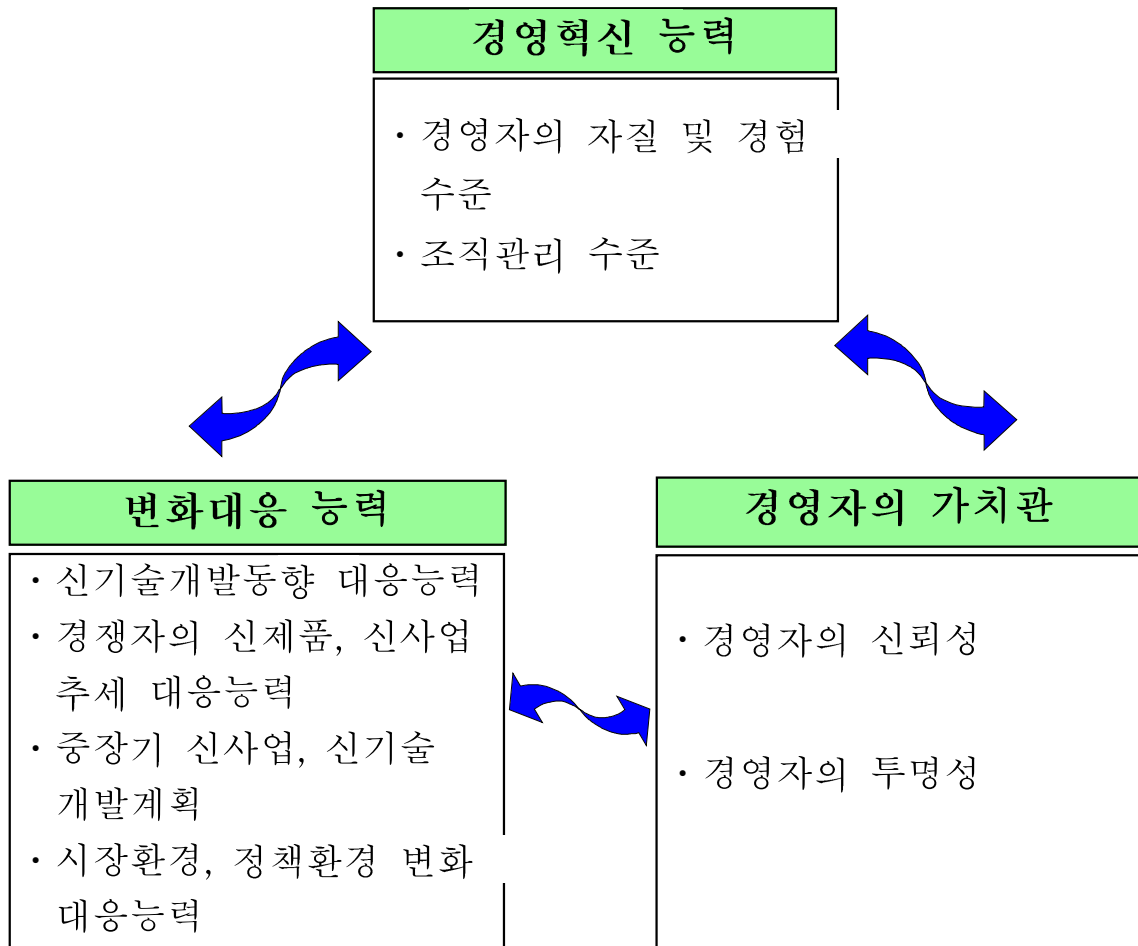 경영혁신 능력
· 경영자의 자질 및 경험
수준
· 조직관리 수준
변화대응 능력
· 신기술개발동향 대응능력
· 경쟁자의 신제품, 신사업
추세 대응능력
· 중장기 신사업, 신기술
개발계획
· 시장환경, 정책환경 변화
대응능력
경영자의 가치관
· 경영자의 신뢰성
· 경영자의 투명성